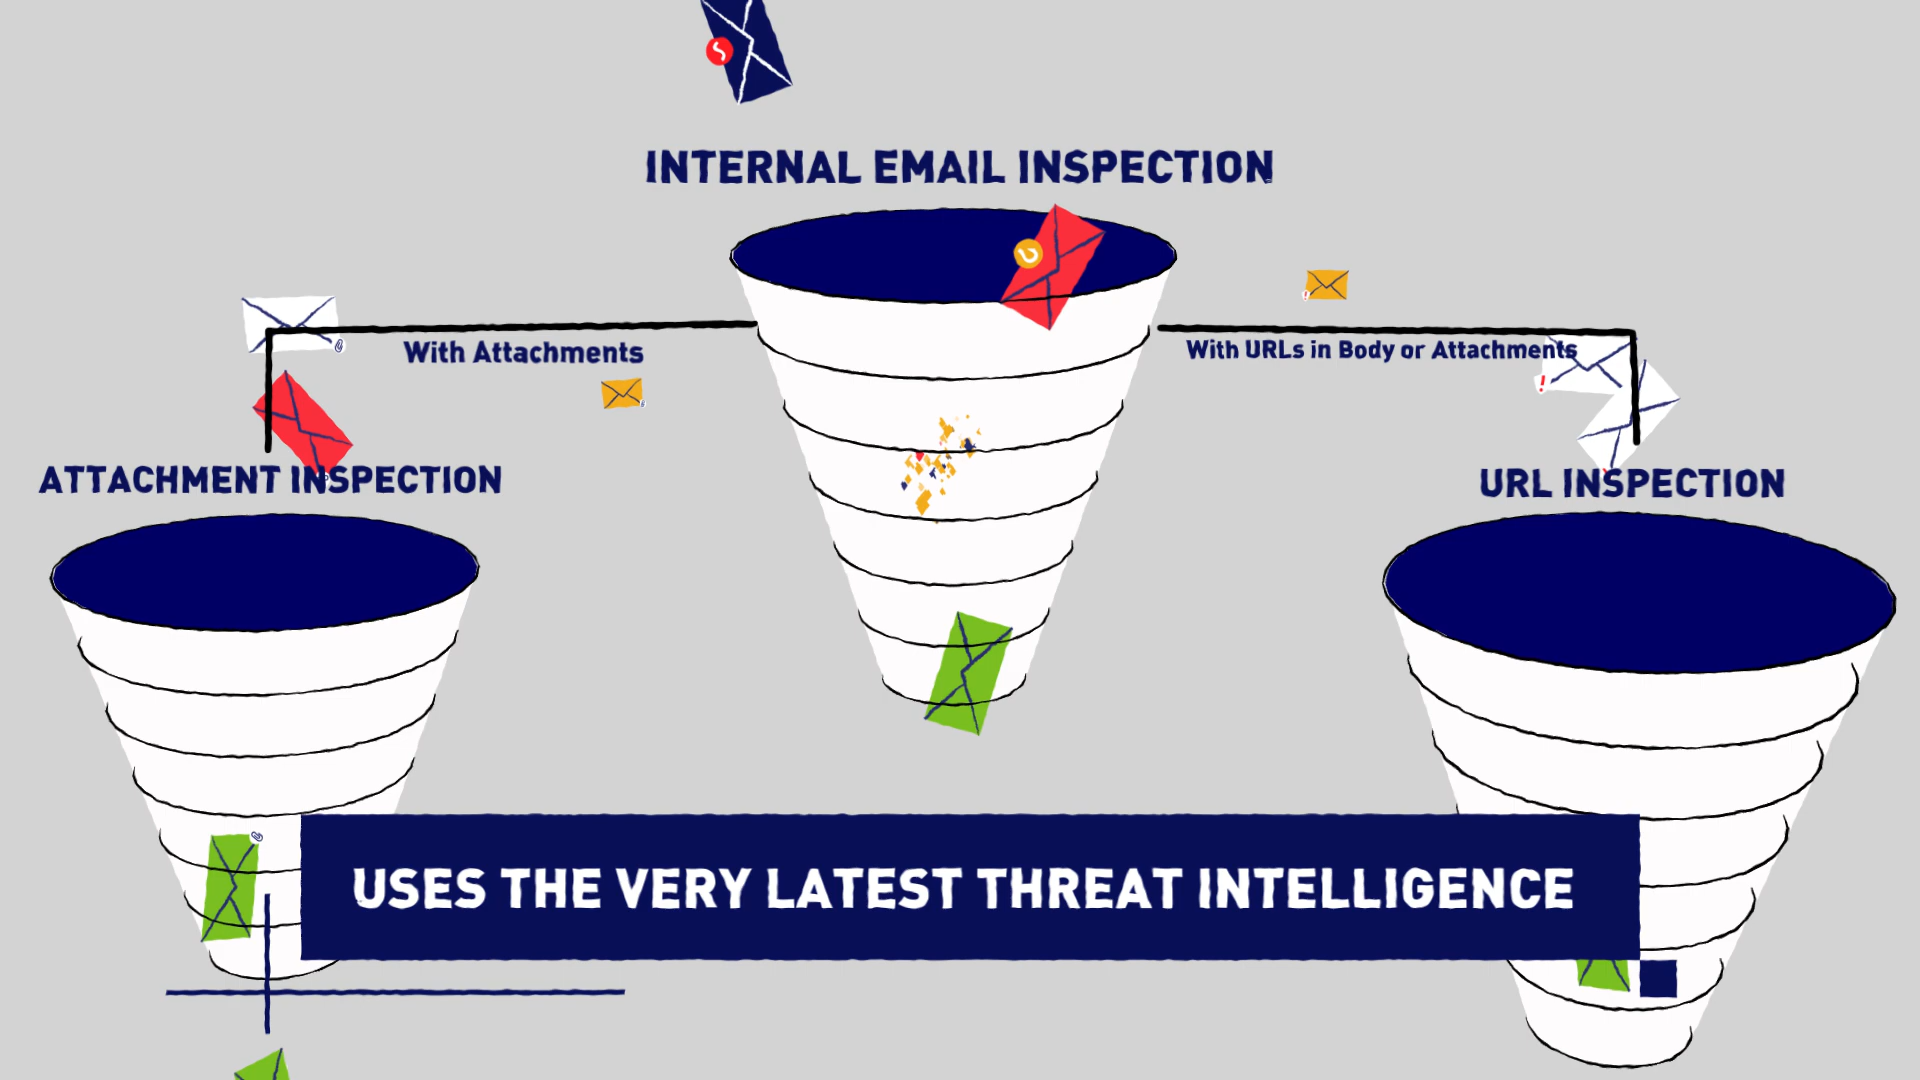 INTERNAL EMAIL INSPECTION
With Attachments
With URLs in Body or Attachments
ATTACHMENT INSPECTION
URL INSPECTION
USES THE VERY LATEST THREAT INTELLIGENCE